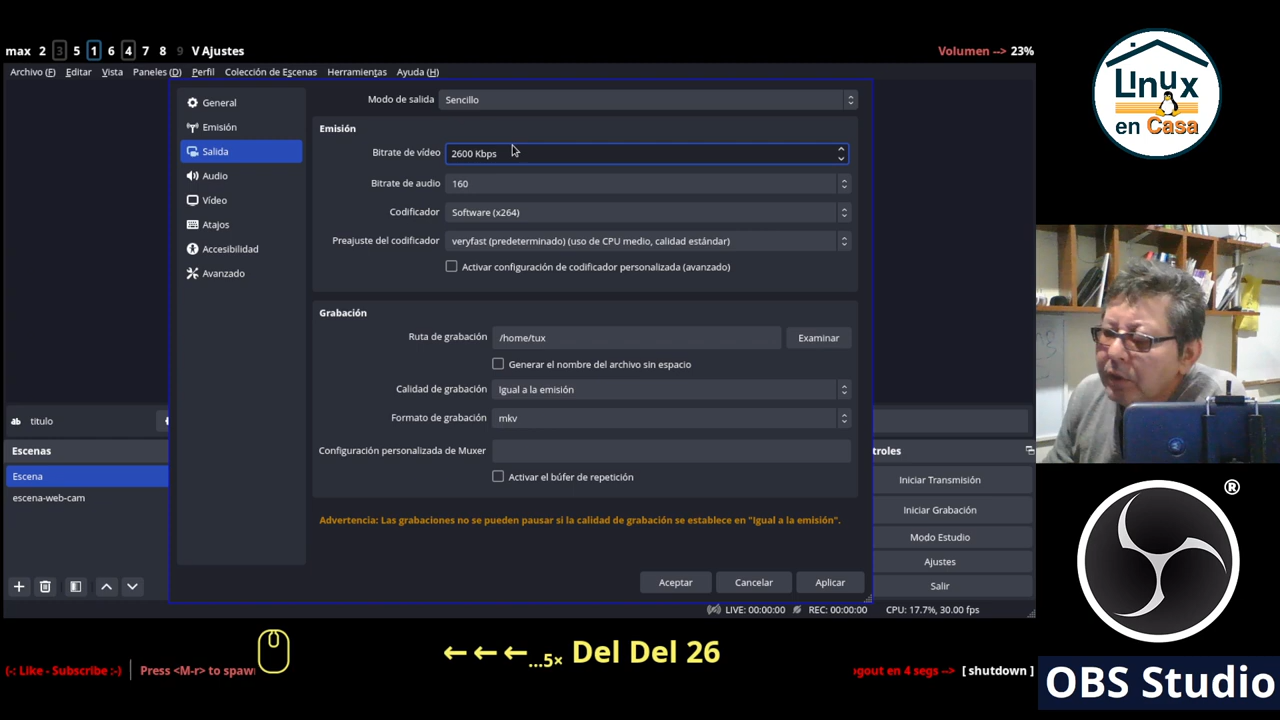 max 2 3 5 1 6 4 7 8 9 V Ajustes
Volumen --> 23%
Archivo (F) Editar Vista Paneles (D) Perfil Colección de Escenas Herramientas Ayuda (H)
General
Emisión
Salida
Audio
Vídeo
Atajos
Accesibilidad
Avanzado
Modo de salida Sencillo
Emisión
Bitrate de vídeo 2600 Kbps
Bitrate de audio 160
Codificador Software (x264)
Preajuste del codificador veryfast (predeterminado) (uso de CPU medio, calidad estándar)
Activar configuración de codificador personalizada (avanzado)
Grabación
Ruta de grabación /home/tux Examinar
Generar el nombre del archivo sin espacio
Calidad de grabación Igual a la emisión
Formato de grabación mkv
Configuración personalizada de Muxer
Activar el búfer de repetición
Advertencia: Las grabaciones no se pueden pausar si la calidad de grabación se establece en "Igual a la emisión".
Aceptar Cancelar Aplicar
ab titulo
Escenas
Escena
escena-web-cam
troles
Iniciar Transmisión
Iniciar Grabación
Modo Estudio
Ajustes
Salir
LIVE: 00:00:00 REC: 00:00:00 CPU: 17.7%, 30.00 fps
←←←...5× Del Del 26
(-: Like - Subscribe :-) Press <M-r> to spaw
ogout en 4 segs --> [ shutdown ]
Linux
en Casa
®
OBS Studio